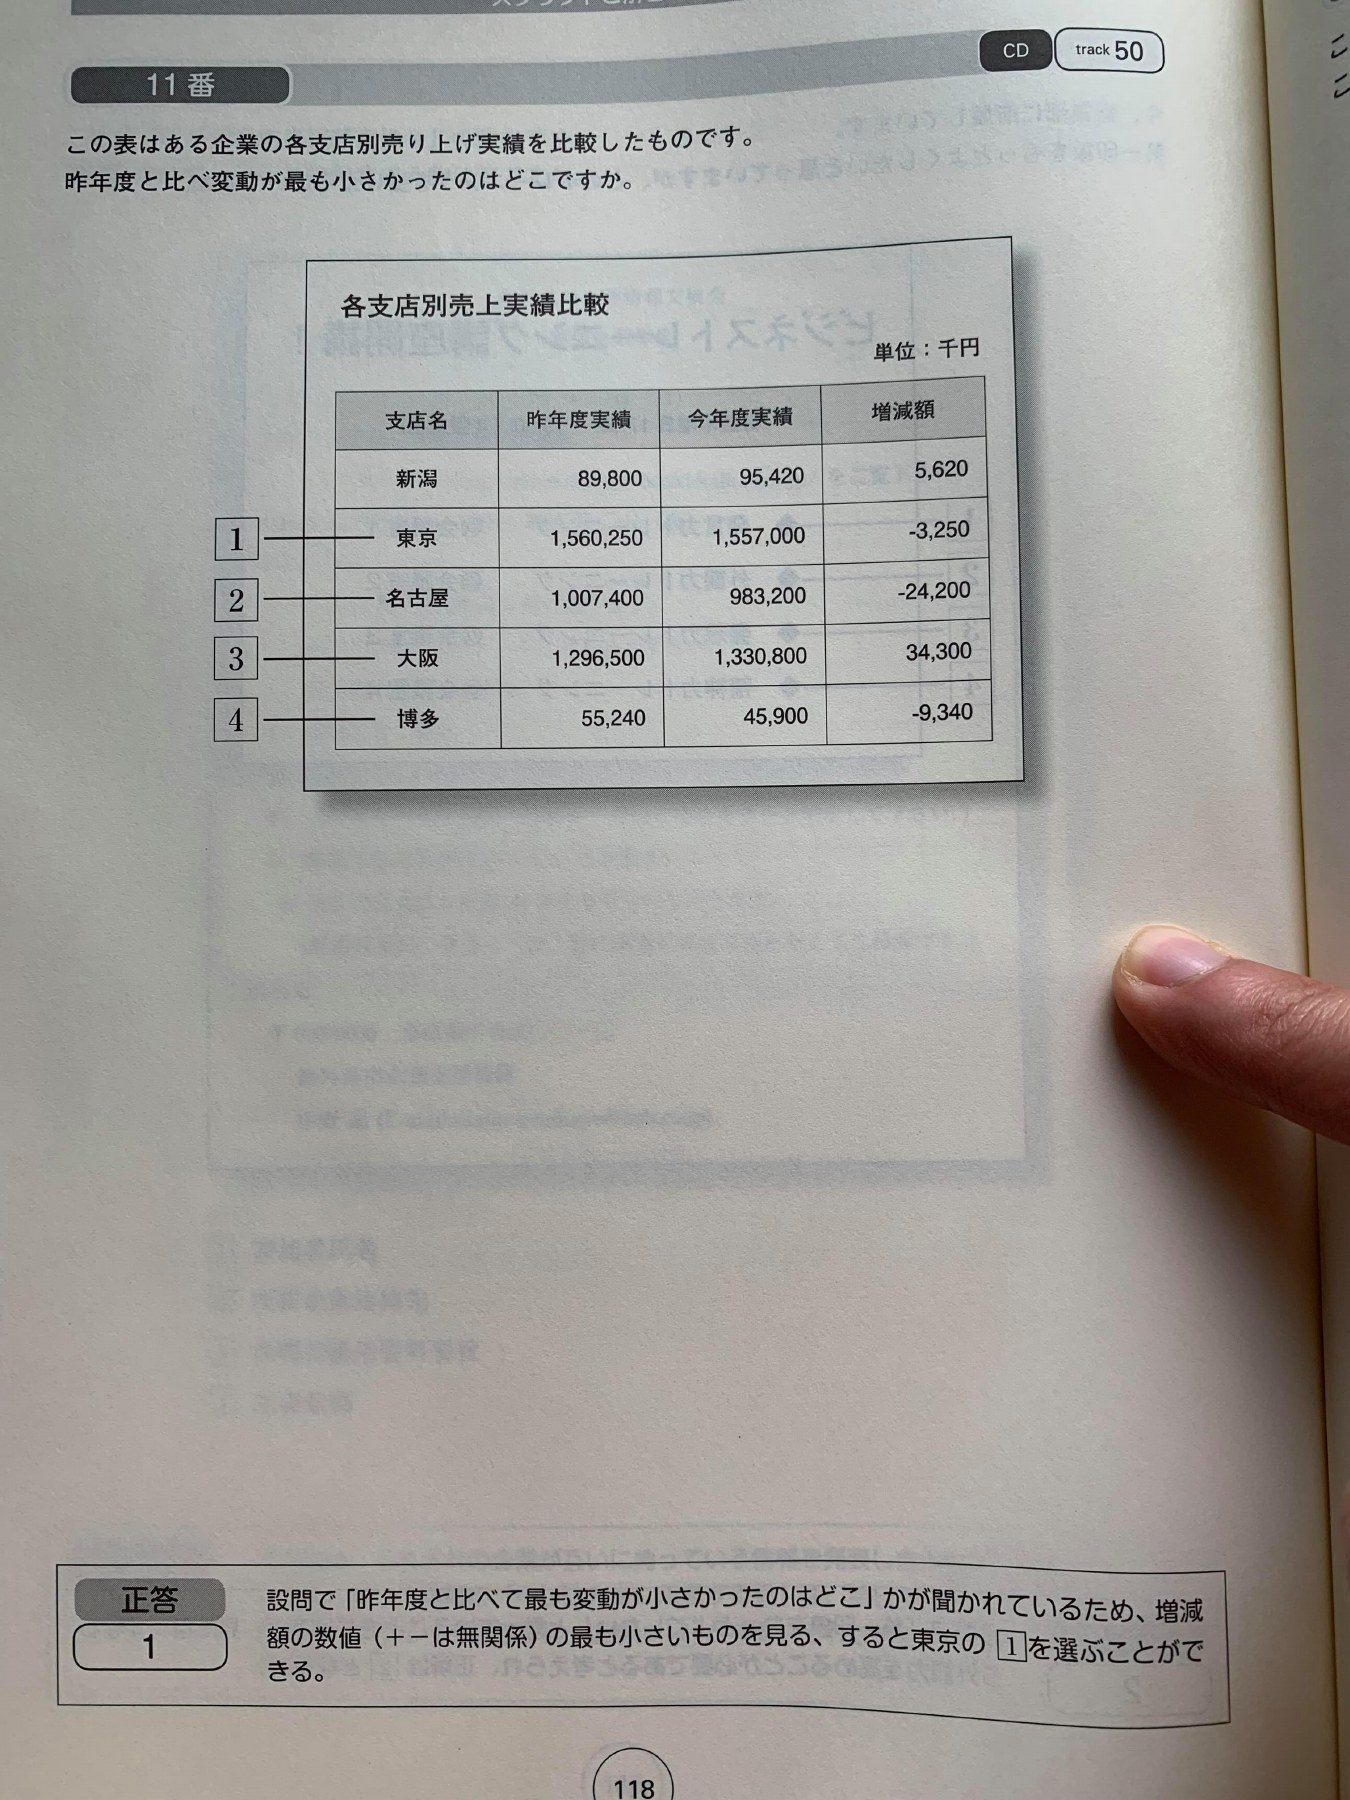 11番
CD track 50
この表はある企業の各支店別売り上げ実績を比較したものです。
昨年度と比べ変動が最も小さかったのはどこですか。
各支店別売上実績比較
単位：千円
支店名 昨年度実績 今年度実績 増減額
新潟 89,800 95,420 5,620
1 東京 1,560,250 1,557,000 -3,250
2 名古屋 1,007,400 983,200 -24,200
3 大阪 1,296,500 1,330,800 34,300
4 博多 55,240 45,900 -9,340
正答
1
設問で「昨年度と比べて最も変動が小さかったのはどこ」かが聞かれているため、増減
額の数値（＋－は無関係）の最も小さいものを見る、すると東京の1を選ぶことがで
きる。
118